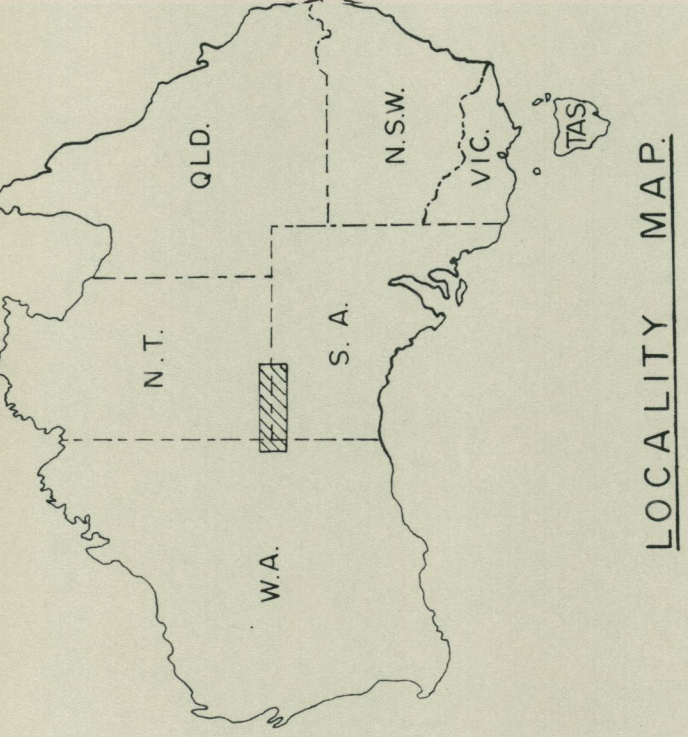 N.T.
QLD.
W.A.
S. A.
N.S.W.
VIC.
TAS
LOCALITY MAP.